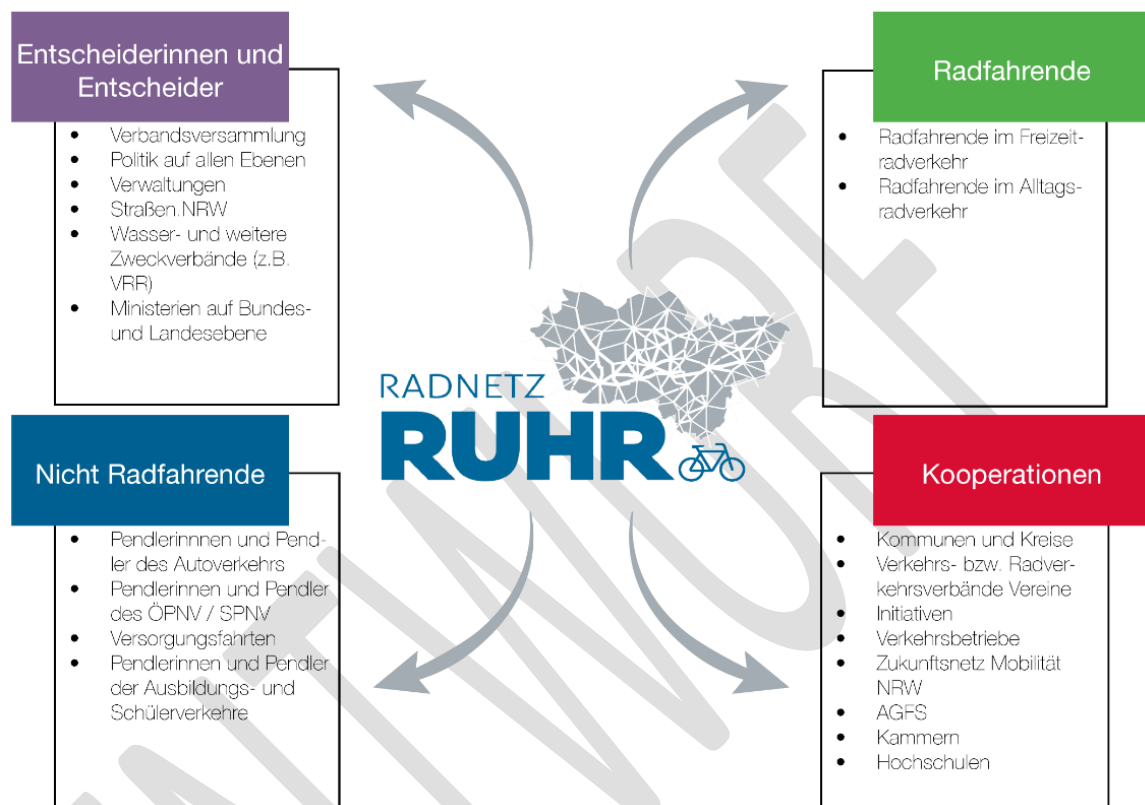 Entscheiderinnen und
Entscheider
• Verbandsversammlung
• Politik auf allen Ebenen
• Verwaltungen
• Straßen.NRW
• Wasser- und weitere
Zweckverbände (z.B.
VRR)
• Ministerien auf Bundes-
und Landesebene
Radfahrende
• Radfahrende im Freizeit-
radverkehr
• Radfahrende im Alltags-
radverkehr
RADNETZ
RUHR
Nicht Radfahrende
• Pendlerinnnen und Pend-
ler des Autoverkehrs
• Pendlerinnen und Pendler
des ÖPNV / SPNV
• Versorgungsfahrten
• Pendlerinnen und Pendler
der Ausbildungs- und
Schülerverkehre
Kooperationen
• Kommunen und Kreise
• Verkehrs- bzw. Radver-
kehrsverbände Vereine
• Initiativen
• Verkehrsbetriebe
• Zukunftsnetz Mobilität
NRW
• AGFS
• Kammern
• Hochschulen